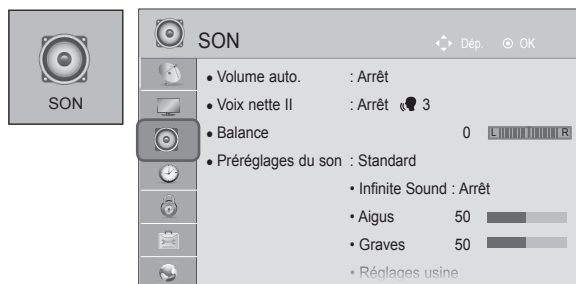 SON
SON
Dép. OK
• Volume auto. : Arrêt
• Voix nette II : Arrêt 3
• Balance 0 L R
• Préréglages du son : Standard
• Infinite Sound : Arrêt
• Aigus 50
• Graves 50
• Réglages usine